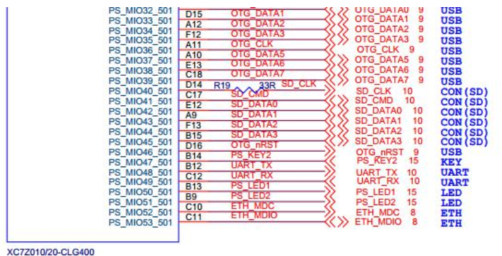 PS_MIO32_501 OTG_DATA0 9 USB
PS_MIO33_501 D15 OTG_DATA1 OTG_DATA1 9 USB
PS_MIO34_501 A12 OTG_DATA2 OTG_DATA2 9 USB
PS_MIO35_501 F12 OTG_DATA3 OTG_DATA3 9 USB
PS_MIO36_501 A11 OTG_CLK OTG_CLK 9 USB
PS_MIO37_501 A10 OTG_DATA5 OTG_DATA5 9 USB
PS_MIO38_501 E13 OTG_DATA6 OTG_DATA6 9 USB
PS_MIO39_501 C18 OTG_DATA7 OTG_DATA7 9 USB
PS_MIO40_501 D14 R19 33R SD_CLK SD_CLK 10 CON(SD)
PS_MIO41_501 C17 SD_CMD SD_CMD 10 CON(SD)
PS_MIO42_501 E12 SD_DATA0 SD_DATA0 10 CON(SD)
PS_MIO43_501 A9 SD_DATA1 SD_DATA1 10 CON(SD)
PS_MIO44_501 F13 SD_DATA2 SD_DATA2 10 CON(SD)
PS_MIO45_501 B15 SD_DATA3 SD_DATA3 10 CON(SD)
PS_MIO46_501 D16 OTG_nRST OTG_nRST 9 USB
PS_MIO47_501 B14 PS_KEY2 PS_KEY2 15 KEY
PS_MIO48_501 B12 UART_TX UART_TX 10 UART
PS_MIO49_501 C12 UART_RX UART_RX 10 UART
PS_MIO50_501 B13 PS_LED1 PS_LED1 15 LED
PS_MIO51_501 B9 PS_LED2 PS_LED2 15 LED
PS_MIO52_501 C10 ETH_MDC ETH_MDC 8 ETH
PS_MIO53_501 C11 ETH_MDIO ETH_MDIO 8 ETH
XC7Z010/20-CLG400